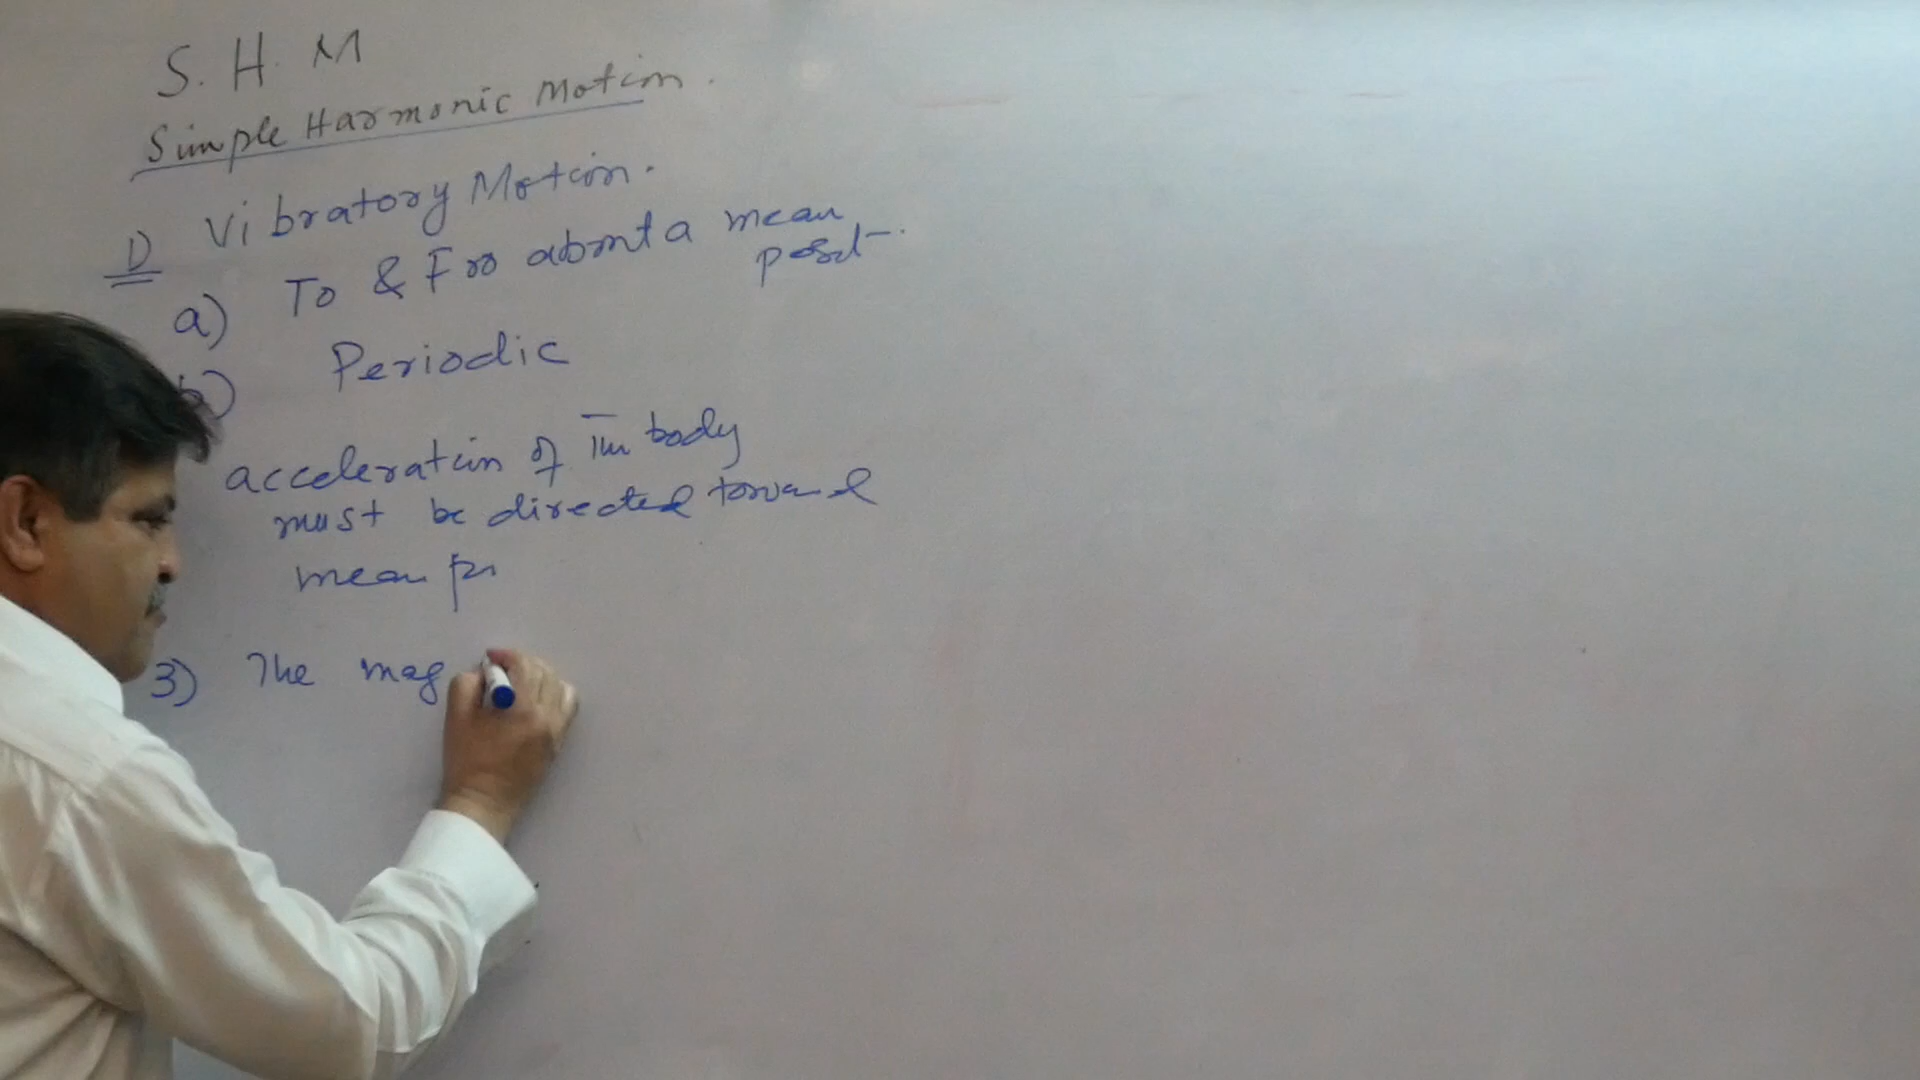 S. H. M
Simple Harmonic Motion.
1) Vibratory Motion.
a) To & Fro about a mean
posit-.
b) Periodic
acceleration of The body
must be directed toward
mean
3) The mag